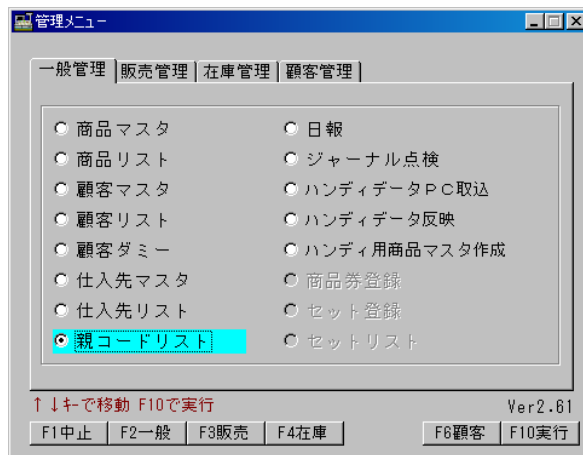 管理メニュー
一般管理 販売管理 在庫管理 顧客管理
商品マスタ
商品リスト
顧客マスタ
顧客リスト
顧客ダミー
仕入先マスタ
仕入先リスト
親コードリスト
日報
ジャーナル点検
ハンディデータPC取込
ハンディデータ反映
ハンディ用商品マスタ作成
商品券登録
セット登録
セットリスト
↑↓キーで移動 F10で実行
Ver2.61
F1中止 F2一般 F3販売 F4在庫 F6顧客 F10実行